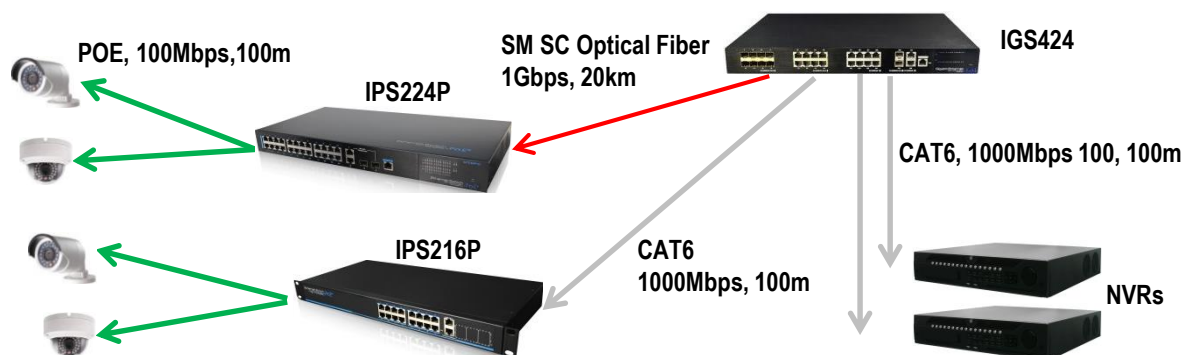 POE, 100Mbps,100m
SM SC Optical Fiber
1Gbps, 20km
IGS424
IPS224P
CAT6, 1000Mbps 100, 100m
IPS216P
CAT6
1000Mbps, 100m
NVRs